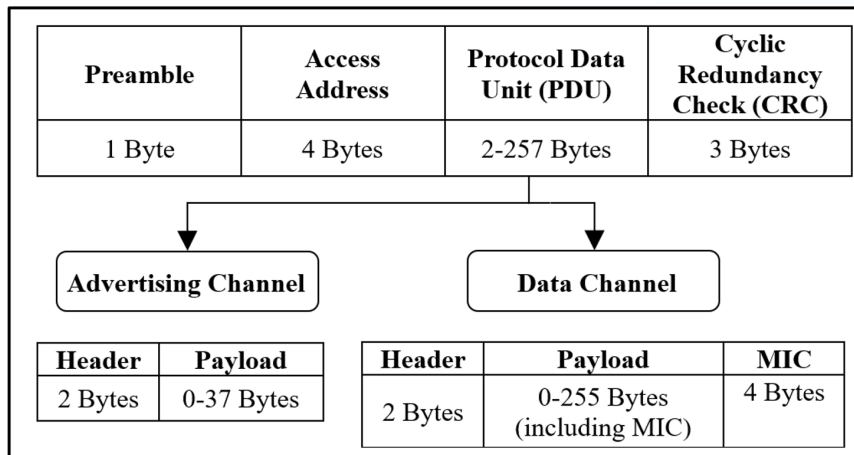 Preamble
Access
Address
Protocol Data
Unit (PDU)
Cyclic
Redundancy
Check (CRC)
1 Byte
4 Bytes
2-257 Bytes
3 Bytes
Advertising Channel
Data Channel
Header
Payload
2 Bytes
0-37 Bytes
Header
Payload
MIC
2 Bytes
0-255 Bytes
(including MIC)
4 Bytes